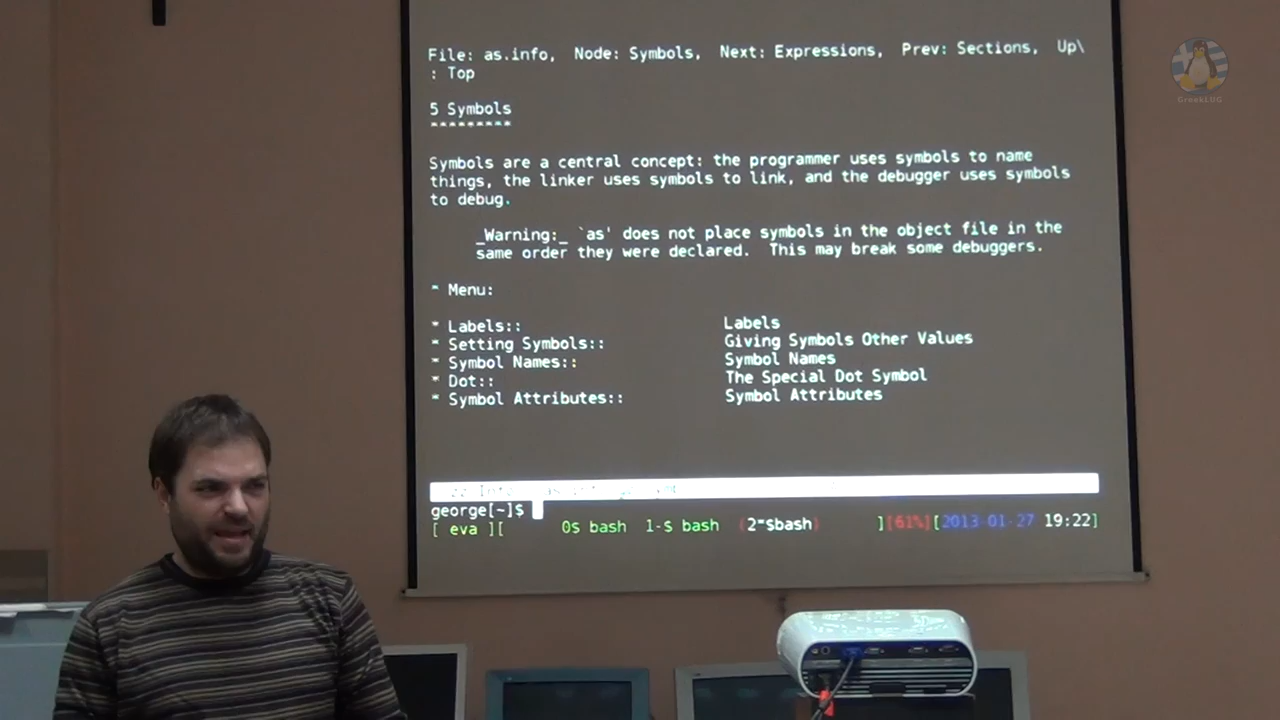 File: as.info, Node: Symbols, Next: Expressions, Prev: Sections, Up\
: Top
5 Symbols
*********
Symbols are a central concept: the programmer uses symbols to name
things, the linker uses symbols to link, and the debugger uses symbols
to debug.
_Warning:_ `as' does not place symbols in the object file in the
same order they were declared. This may break some debuggers.
* Menu:
* Labels:: Labels
* Setting Symbols:: Giving Symbols Other Values
* Symbol Names:: Symbol Names
* Dot:: The Special Dot Symbol
* Symbol Attributes:: Symbol Attributes
george[~]$
[ eva ][ 0$ bash 1-$ bash (2*$bash) ][61%][2013-01-27 19:22]
GreekLUG